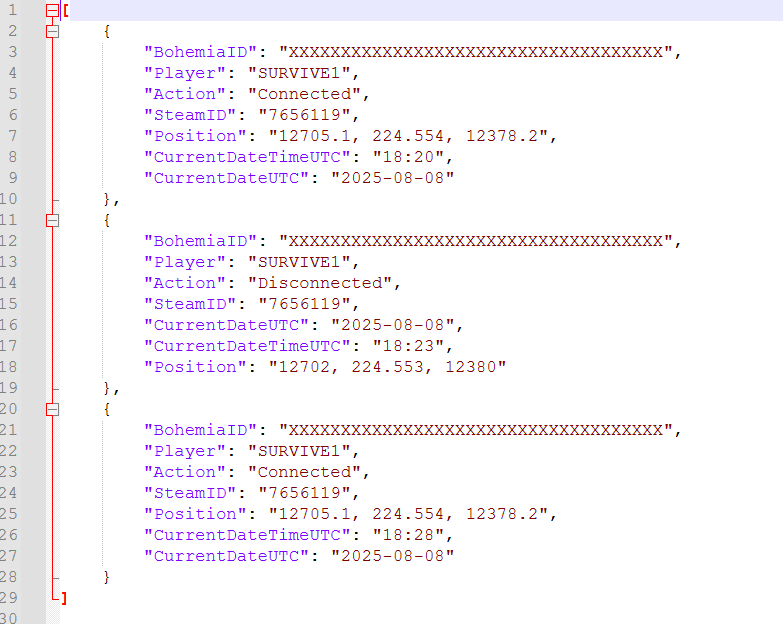 1 [
2 {
3 "BohemiaID": "XXXXXXXXXXXXXXXXXXXXXXXXXXXXXXXXXXXX",
4 "Player": "SURVIVE1",
5 "Action": "Connected",
6 "SteamID": "7656119",
7 "Position": "12705.1, 224.554, 12378.2",
8 "CurrentDateTimeUTC": "18:20",
9 "CurrentDateUTC": "2025-08-08"
10 },
11 {
12 "BohemiaID": "XXXXXXXXXXXXXXXXXXXXXXXXXXXXXXXXXXXX",
13 "Player": "SURVIVE1",
14 "Action": "Disconnected",
15 "SteamID": "7656119",
16 "CurrentDateUTC": "2025-08-08",
17 "CurrentDateTimeUTC": "18:23",
18 "Position": "12702, 224.553, 12380"
19 },
20 {
21 "BohemiaID": "XXXXXXXXXXXXXXXXXXXXXXXXXXXXXXXXXXXX",
22 "Player": "SURVIVE1",
23 "Action": "Connected",
24 "SteamID": "7656119",
25 "Position": "12705.1, 224.554, 12378.2",
26 "CurrentDateTimeUTC": "18:28",
27 "CurrentDateUTC": "2025-08-08"
28 }
29 ]
30